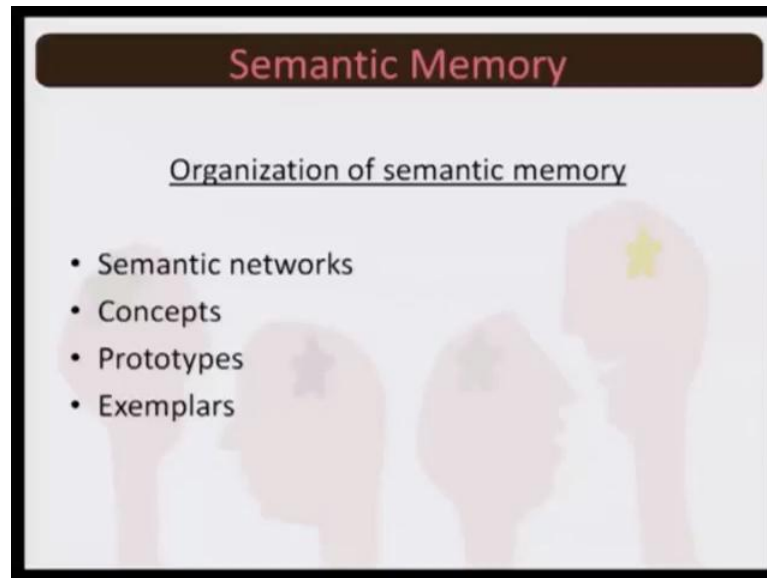 Semantic Memory
Organization of semantic memory
• Semantic networks
• Concepts
• Prototypes
• Exemplars